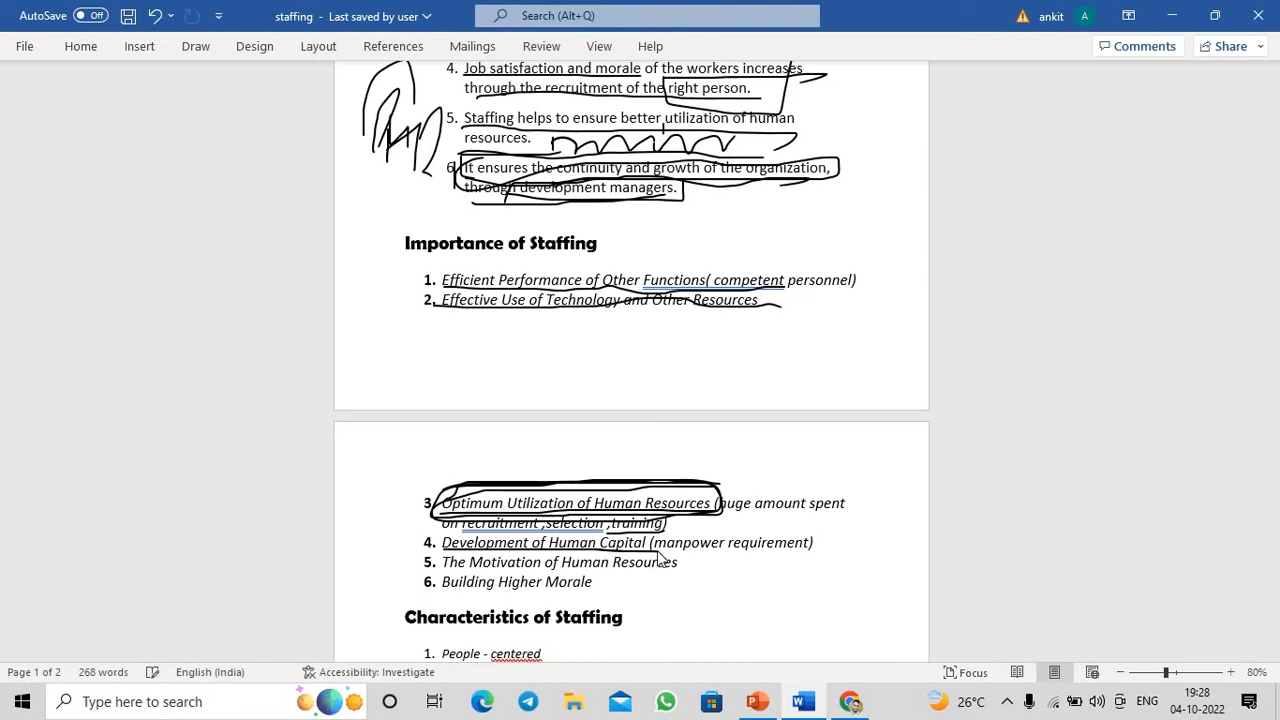 AutoSave Off staffing - Last saved by user Search (Alt+Q) ankit A
File Home Insert Draw Design Layout References Mailings Review View Help Comments Share
4. Job satisfaction and morale of the workers increases
through the recruitment of the right person.
5. Staffing helps to ensure better utilization of human
resources.
6. It ensures the continuity and growth of the organization,
through development managers.
Importance of Staffing
1. Efficient Performance of Other Functions( competent personnel)
2. Effective Use of Technology and Other Resources
3. Optimum Utilization of Human Resources (huge amount spent
on recruitment ,selection ,training)
4. Development of Human Capital (manpower requirement)
5. The Motivation of Human Resources
6. Building Higher Morale
Characteristics of Staffing
1. People - centered
Page 1 of 2 268 words English (India) Accessibility: Investigate Focus 80%
Type here to search 26°C ENG 19:28
04-10-2022